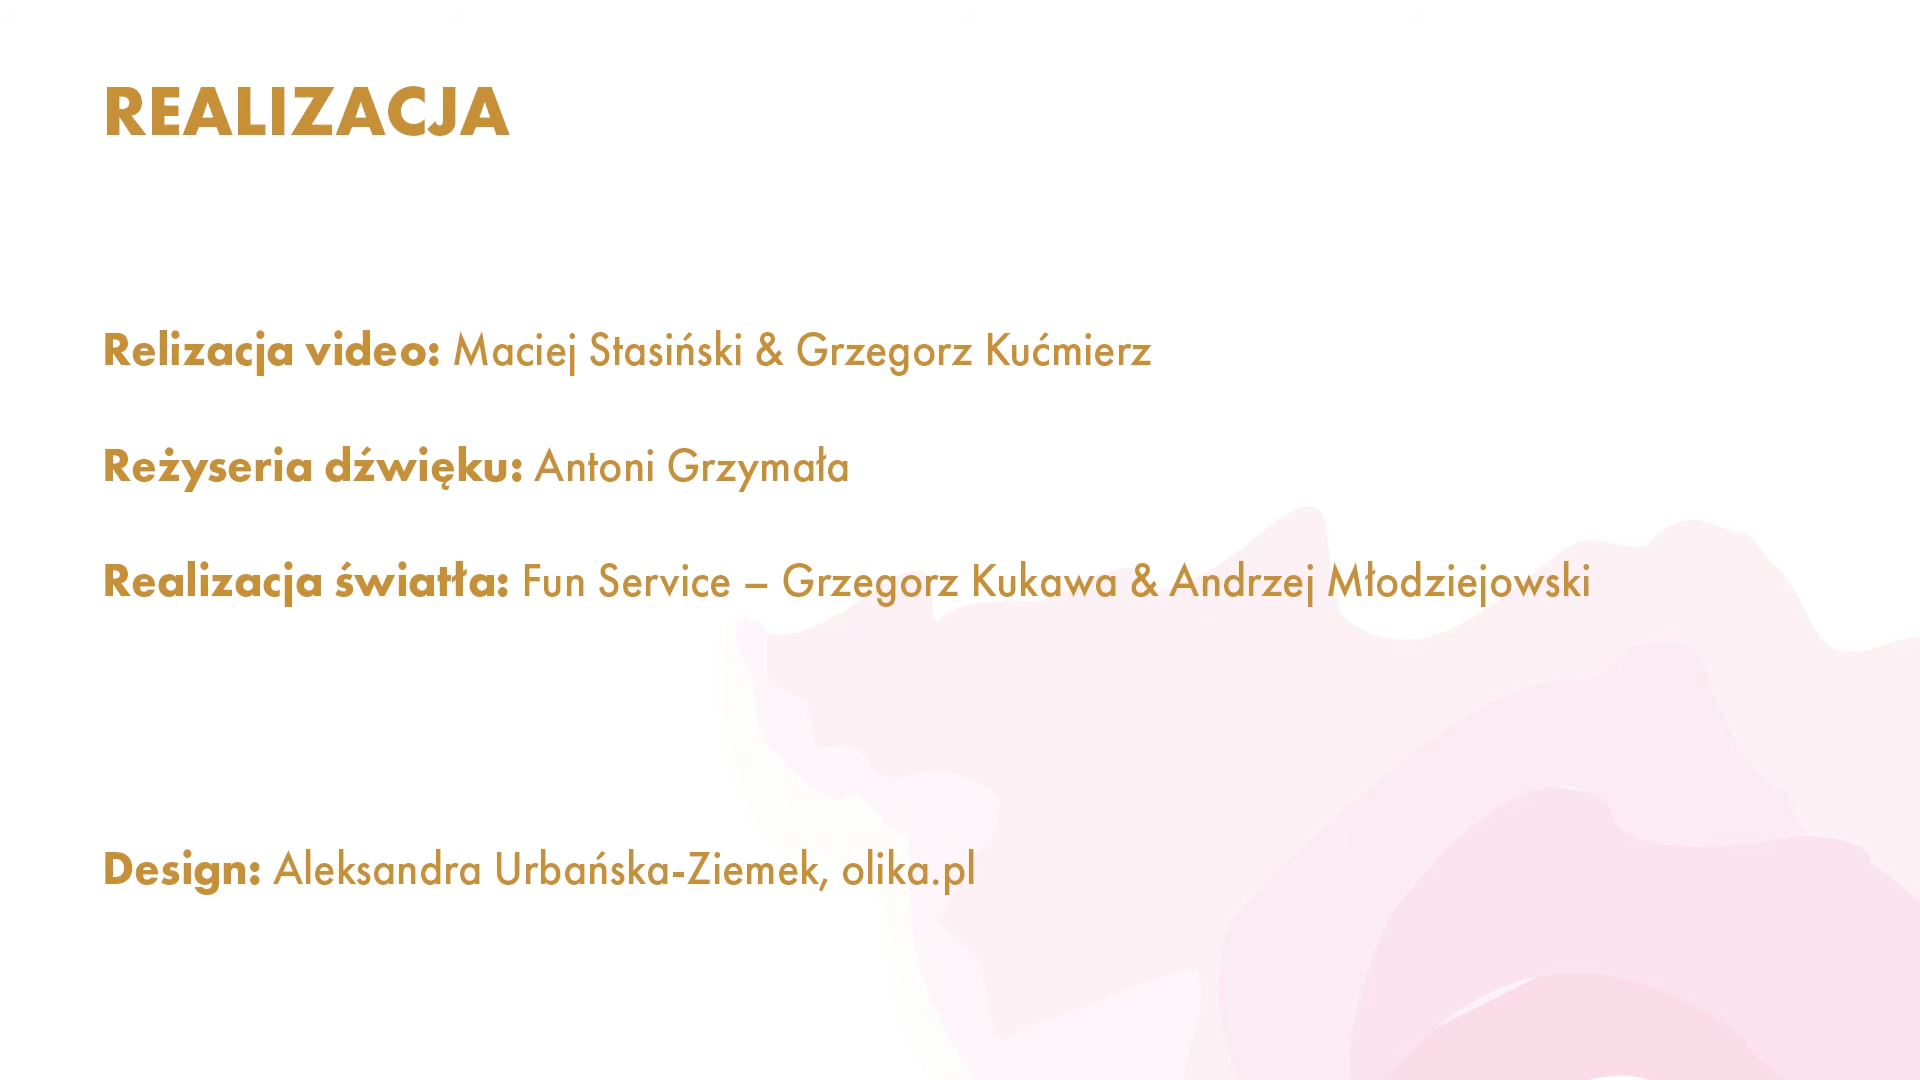 REALIZACJA
Relizacja video: Maciej Stasiński & Grzegorz Kućmierz
Reżyseria dźwięku: Antoni Grzymała
Realizacja światła: Fun Service – Grzegorz Kukawa & Andrzej Młodziejowski
Design: Aleksandra Urbańska-Ziemek, olika.pl